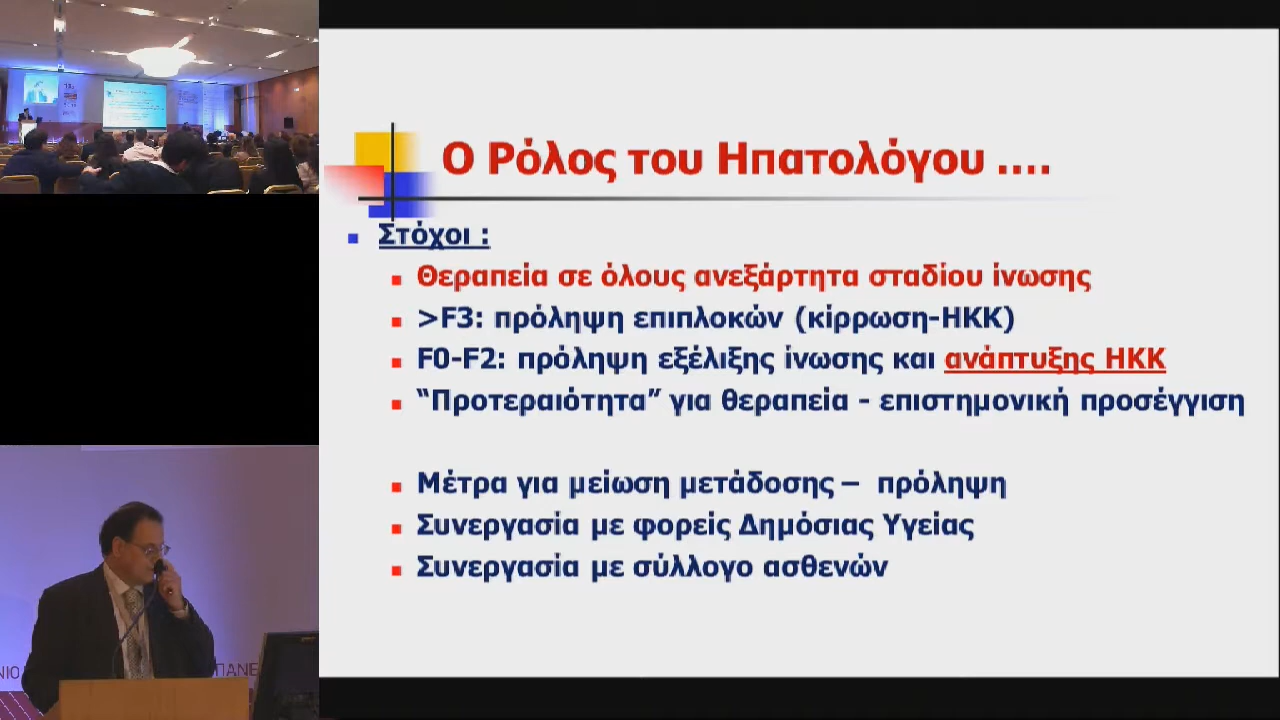 Ο Ρόλος του Ηπατολόγου ....
Στόχοι :
Θεραπεία σε όλους ανεξάρτητα σταδίου ίνωσης
>F3: πρόληψη επιπλοκών (κίρρωση-ΗΚΚ)
F0-F2: πρόληψη εξέλιξης ίνωσης και ανάπτυξης ΗΚΚ
“Προτεραιότητα” για θεραπεία - επιστημονική προσέγγιση
Μέτρα για μείωση μετάδοσης – πρόληψη
Συνεργασία με φορείς Δημόσιας Υγείας
Συνεργασία με σύλλογο ασθενών